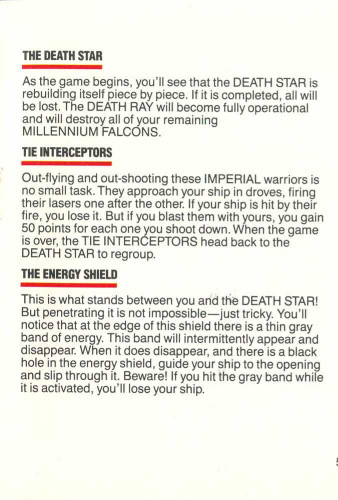 THE DEATH STAR
As the game begins, you'll see that the DEATH STAR is
rebuilding itself piece by piece. If it is completed, all will
be lost. The DEATH RAY will become fully operational
and will destroy all of your remaining
MILLENNIUM FALCONS.
TIE INTERCEPTORS
Out-flying and out-shooting these IMPERIAL warriors is
no small task. They approach your ship in droves, firing
their lasers one after the other. If your ship is hit by their
fire, you lose it. But if you blast them with yours, you gain
50 points for each one you shoot down. When the game
is over, the TIE INTERCEPTORS head back to the
DEATH STAR to regroup.
THE ENERGY SHIELD
This is what stands between you and the DEATH STAR!
But penetrating it is not impossible—just tricky. You'll
notice that at the edge of this shield there is a thin gray
band of energy. This band will intermittently appear and
disappear. When it does disappear, and there is a black
hole in the energy shield, guide your ship to the opening
and slip through it. Beware! If you hit the gray band while
it is activated, you'll lose your ship.